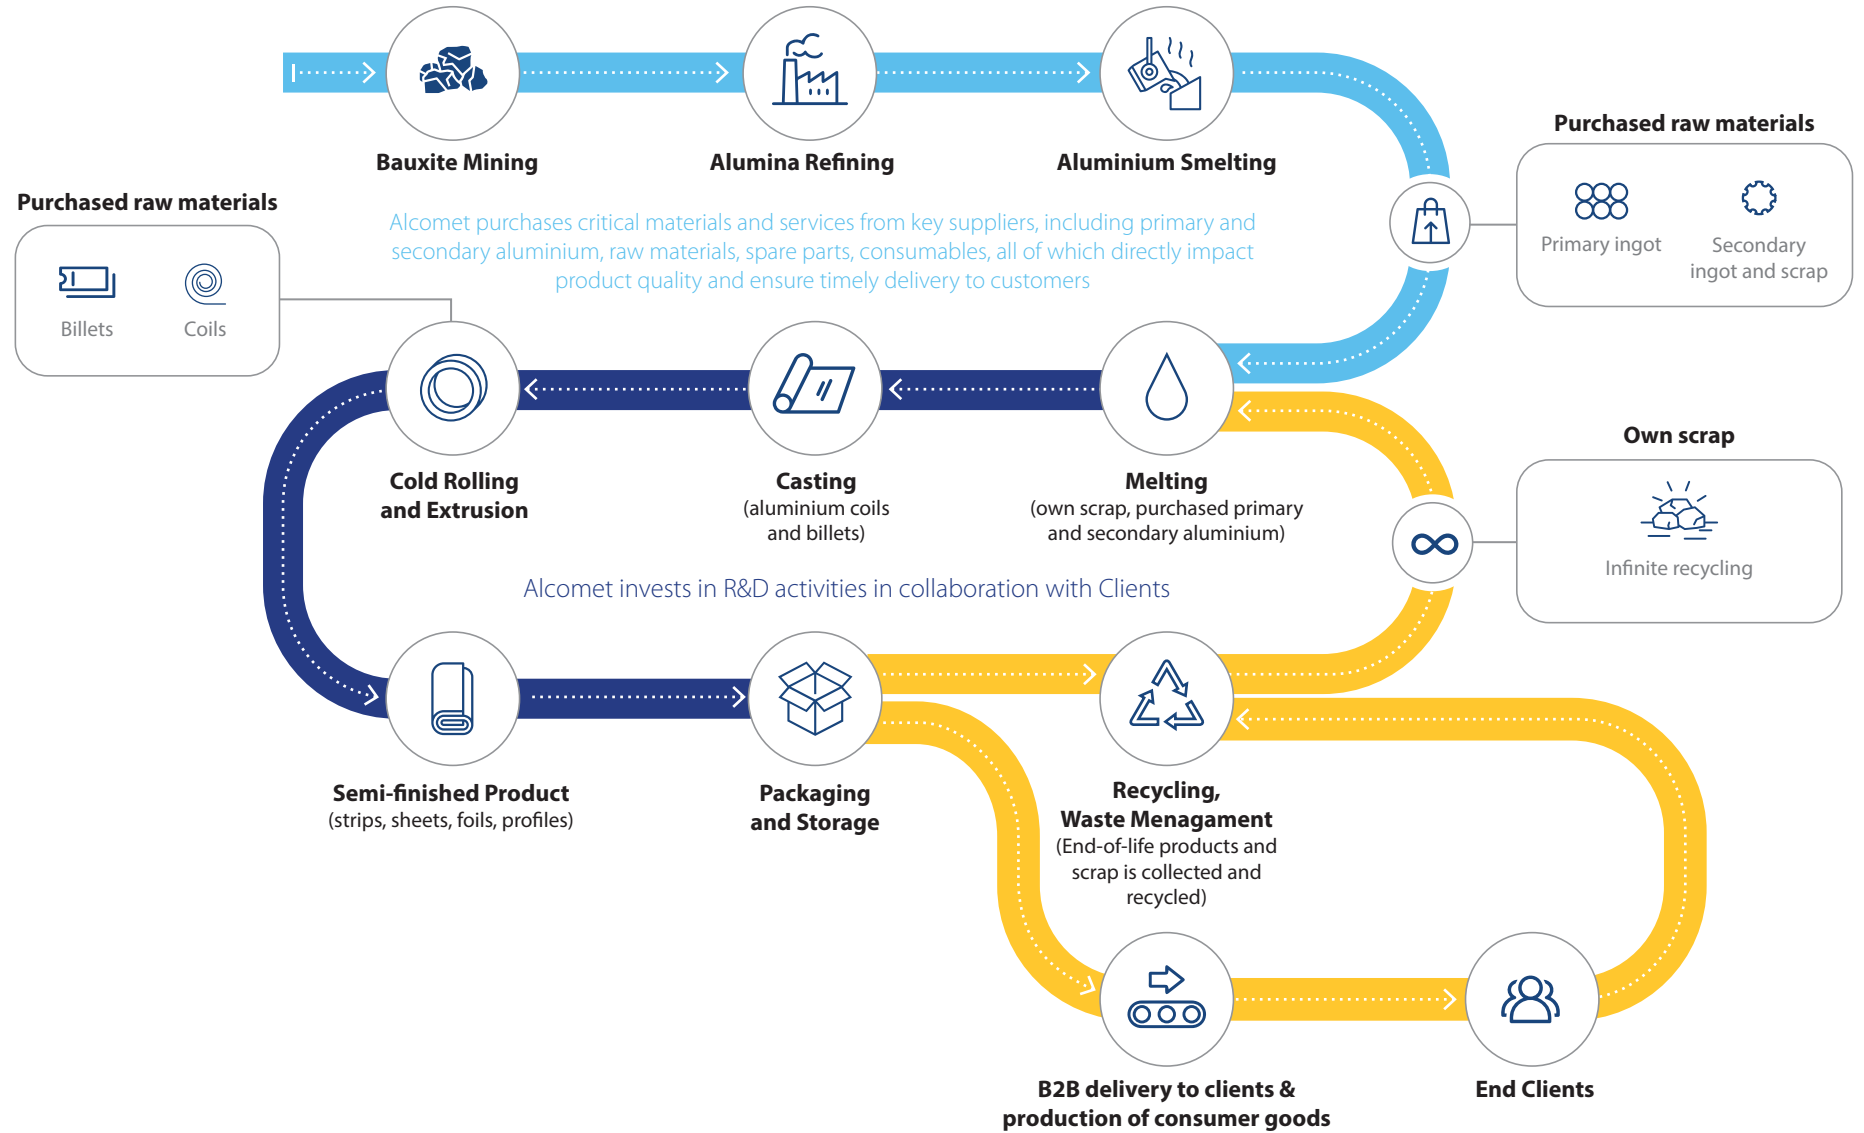 Bauxite Mining
Alumina Refining
Aluminium Smelting
Purchased raw materials
Primary ingot
Secondary
ingot and scrap
Alcomet purchases critical materials and services from key suppliers, including primary and
secondary aluminium, raw materials, spare parts, consumables, all of which directly impact
product quality and ensure timely delivery to customers
Purchased raw materials
Billets
Coils
Cold Rolling
and Extrusion
Casting
(aluminium coils
and billets)
Melting
(own scrap, purchased primary
and secondary aluminium)
Own scrap
Infinite recycling
Alcomet invests in R&D activities in collaboration with Clients
Semi-finished Product
(strips, sheets, foils, profiles)
Packaging
and Storage
Recycling,
Waste Menagament
(End-of-life products and
scrap is collected and
recycled)
B2B delivery to clients &
production of consumer goods
End Clients